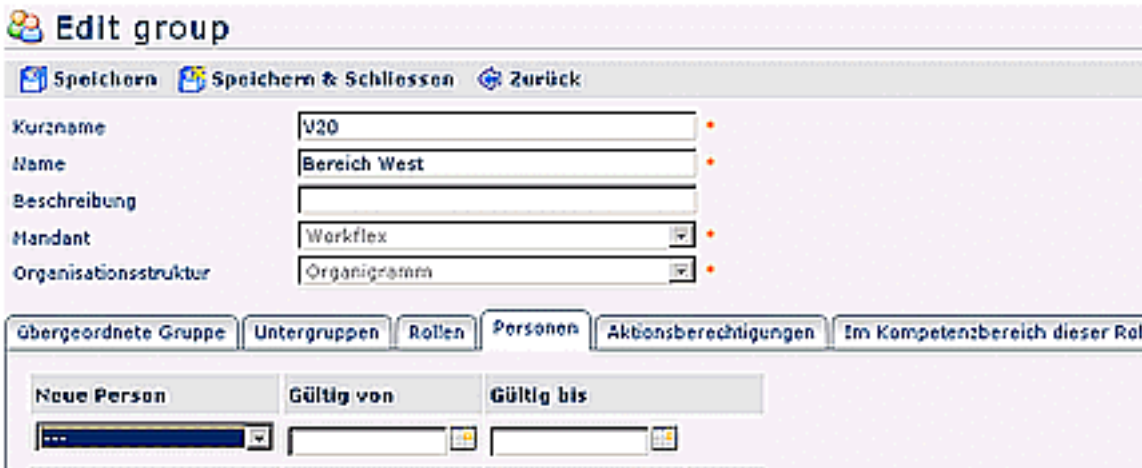 Edit group
Speichern Speichern & Schliessen Zurück
Kurzname V20 *
Name Bereich West *
Beschreibung
Mandant Workflex *
Organisationsstruktur Organigramm *
übergeordnete Gruppe Untergruppen Rollen Personen Aktionsberechtigungen Im Kompetenzbereich dieser Rol
Neue Person Gültig von Gültig bis
---